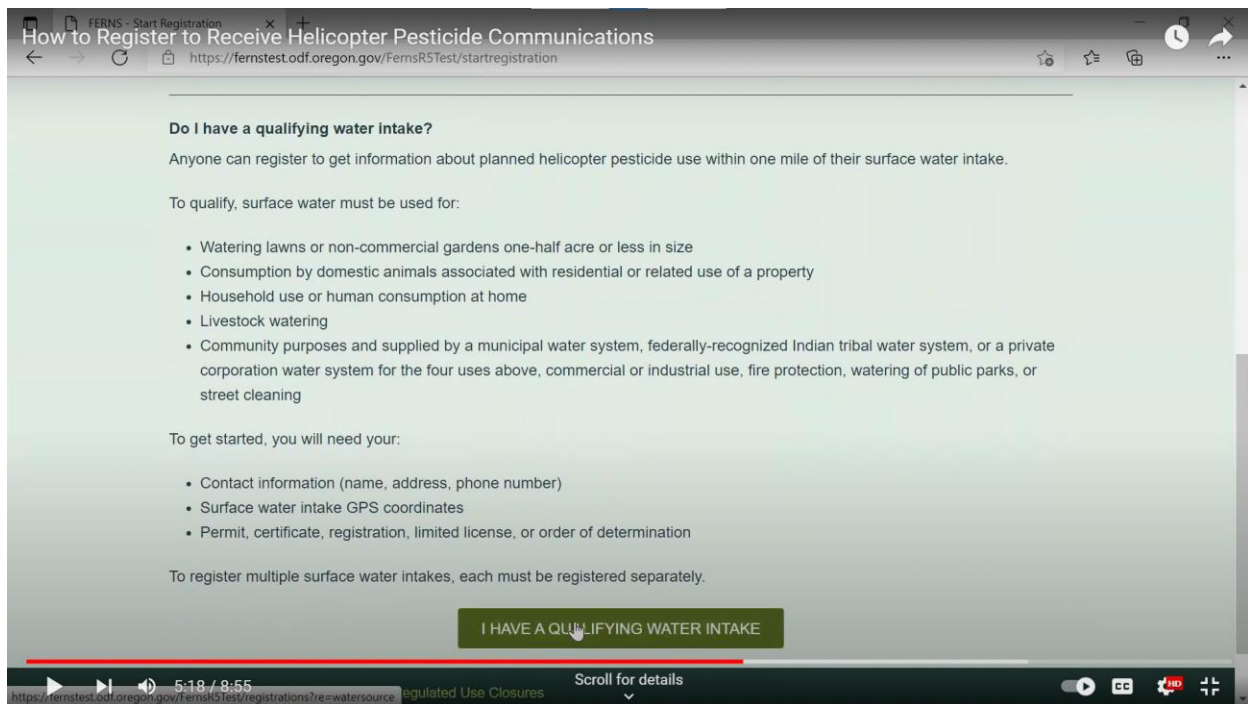 FERNS - Start Registration
How to Register to Receive Helicopter Pesticide Communications
https://fernstest.odf.oregon.gov/FernsR5Test/startregistration
Do I have a qualifying water intake?
Anyone can register to get information about planned helicopter pesticide use within one mile of their surface water intake.
To qualify, surface water must be used for:
• Watering lawns or non-commercial gardens one-half acre or less in size
• Consumption by domestic animals associated with residential or related use of a property
• Household use or human consumption at home
• Livestock watering
• Community purposes and supplied by a municipal water system, federally-recognized Indian tribal water system, or a private
corporation water system for the four uses above, commercial or industrial use, fire protection, watering of public parks, or
street cleaning
To get started, you will need your:
• Contact information (name, address, phone number)
• Surface water intake GPS coordinates
• Permit, certificate, registration, limited license, or order of determination
To register multiple surface water intakes, each must be registered separately.
I HAVE A QUALIFYING WATER INTAKE
5:18 / 8:55
Scroll for details
CC
HD
https://fernstest.odf.oregon.gov/FernsR5Test/registrations?re=watersource
egulated Use Closures